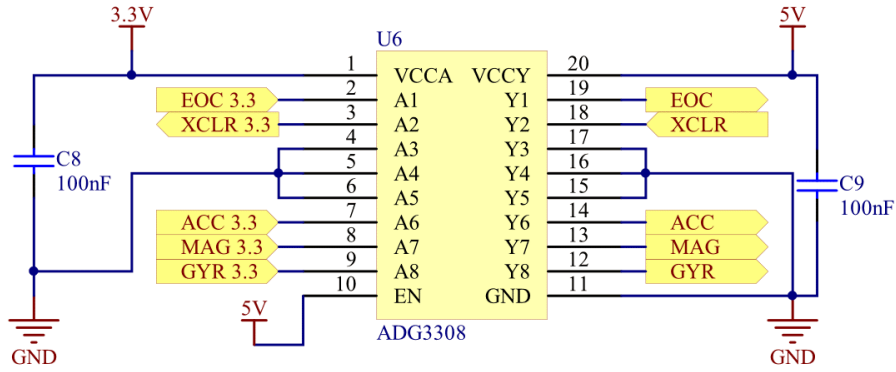 3.3V
5V
U6
1 VCCA VCCY 20
EOC 3.3 2 A1 Y1 19 EOC
XCLR 3.3 3 A2 Y2 18 XCLR
4 A3 Y3 17
C8 5 A4 Y4 16
100nF 6 A5 Y5 15 C9
100nF
ACC 3.3 7 A6 Y6 14 ACC
MAG 3.3 8 A7 Y7 13 MAG
GYR 3.3 9 A8 Y8 12 GYR
10 EN GND 11
5V
ADG3308
GND
GND